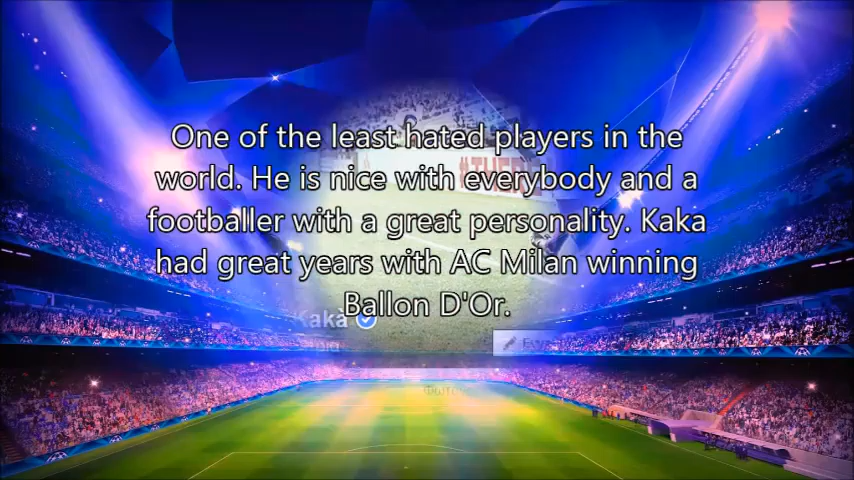 One of the least hated players in the
world. He is nice with everybody and a
footballer with a great personality. Kaka
had great years with AC Milan winning
Ballon D'Or.
Kaká